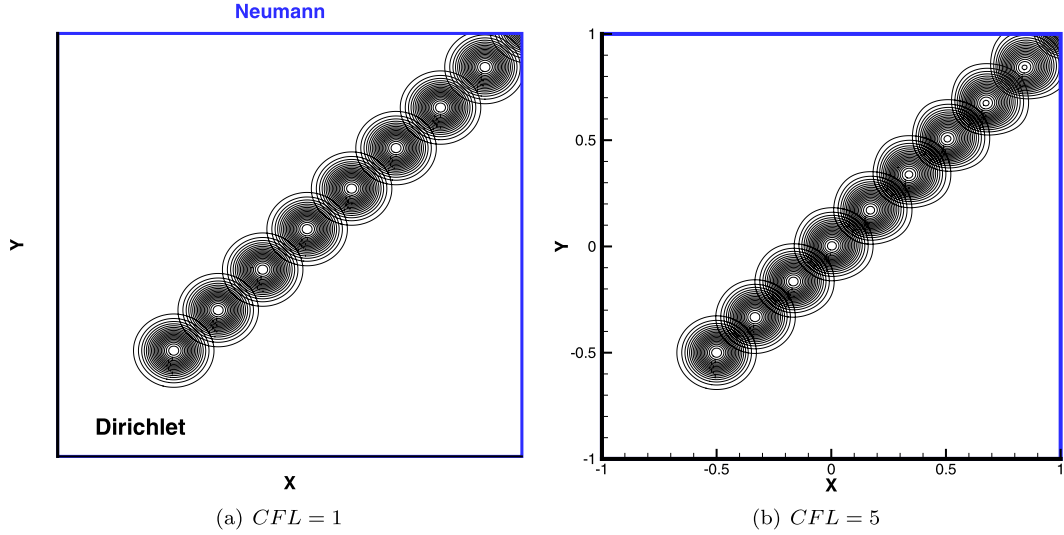 Neumann
Y
Dirichlet
X
(a) CFL = 1
Y
1
0.5
0
-0.5
-1
-1
-0.5
0
0.5
1
X
(b) CFL = 5